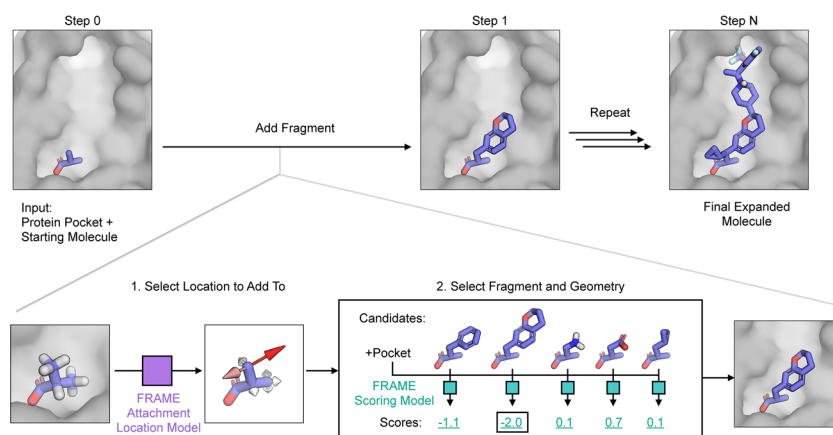 Step 0
Step 1
Step N
Add Fragment
Repeat
Input:
Protein Pocket +
Starting Molecule
Final Expanded
Molecule
1. Select Location to Add To
2. Select Fragment and Geometry
Candidates:
+Pocket
FRAME
Attachment
Location Model
FRAME
Scoring Model
Scores:
-1.1
-2.0
0.1
0.7
0.1